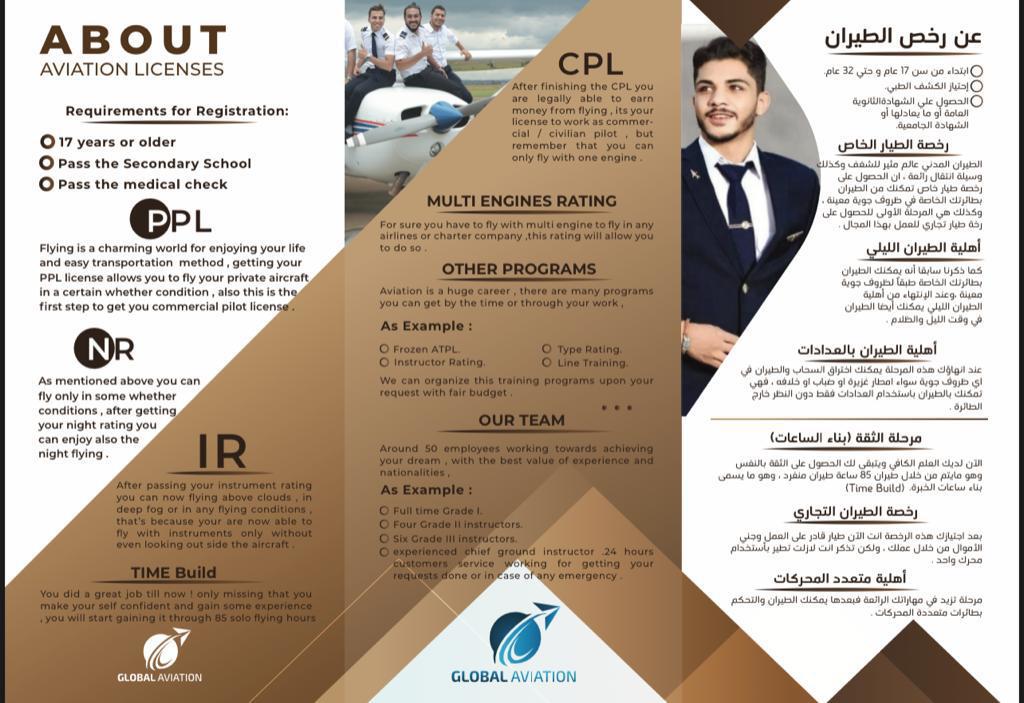 ABOUT
AVIATION LICENSES
Requirements for Registration:
17 years or older
Pass the Secondary School
Pass the medical check
PPL
Flying is a charming world for enjoying your life
and easy transportation method , getting your
PPL license allows you to fly your private aircraft
in a certain whether condition , also this is the
first step to get you commercial pilot license .
NR
As mentioned above you can
fly only in some whether
conditions , after getting
your night rating you
can enjoy also the
night flying .
IR
After passing your instrument rating
you can now flying above clouds , in
deep fog or in any flying conditions ,
that's because your are now able to
fly with instruments only without
even looking out side the aircraft .
TIME Build
You did a great job till now ! only missing that you
make your self confident and gain some experience
, you will start gaining it through 85 solo flying hours
GLOBAL AVIATION
CPL
After finishing the CPL you
are legally able to earn
money from flying , its your
license to work as commer-
cial / civilian pilot , but
remember that you can
only fly with one engine .
MULTI ENGINES RATING
For sure you have to fly with multi engine to fly in any
airlines or charter company ,this rating will allow you
to do so .
OTHER PROGRAMS
Aviation is a huge career , there are many programs
you can get by the time or through your work ,
As Example :
Frozen ATPL.
Type Rating.
Instructor Rating.
Line Training.
We can organize this training programs upon your
request with fair budget .
OUR TEAM
Around 50 employees working towards achieving
your dream , with the best value of experience and
nationalities ,
As Example :
Full time Grade I.
Four Grade II instructors.
Six Grade III instructors.
experienced chief ground instructor .24 hours
customers service working for getting your
requests done or in case of any emergency .
GLOBAL AVIATION
عن رخص الطيران
ابتداء من سن 17 عام و حتي 32 عام.
إجتياز الكشف الطبي.
الحصول علي الشهادةالثانوية
العامة أو ما يعادلها أو
الشهادة الجامعية.
رخصة الطيار الخاص
الطيران المدني عالم مثير للشغف وكذلك
وسيلة انتقال رائعة ، ان الحصول على
رخصة طيار خاص تمكنك من الطيران
بطائرتك الخاصة في ظروف جوية معينة ،
وكذلك هي المرحلة الأولى للحصول على
رخة طيار تجاري للعمل بهذا المجال .
أهلية الطيران الليلي
كما ذكرنا سابقا أنه يمكنك الطيران
بطائرتك الخاصة طبقاً لظروف جوية
معينة ،وعند الإنتهاء من أهلية
الطيران الليلي يمكنك أيضا الطيران
في وقت الليل والظلام .
أهلية الطيران بالعدادات
عند انهاؤك هذه المرحلة يمكنك اختراق السحاب والطيران في
اي ظروف جوية سواء امطار غزيرة او ضباب او خلافه ، فهي
تمكنك بالطيران باستخدام العدادات فقط دون النظر خارج
الطائرة .
مرحلة الثقة (بناء الساعات)
الآن لديك العلم الكافي ويتبقى لك الحصول على الثقة بالنفس
وهو مايتم من خلال طيران 85 ساعة طيران منفرد ، وهو ما يسمى
بناء ساعات الخبرة. (Time Build)
رخصة الطيران التجاري
بعد اجتيازك هذه الرخصة انت الآن طيار قادر على العمل وجني
الأموال من خلال عملك ، ولكن تذكر انت لازلت تطير بأستخدام
محرك واحد .
أهلية متعدد المحركات
مرحلة تزيد في مهاراتك الرائعة فبعدها يمكنك الطيران والتحكم
بطائرات متعددة المحركات .